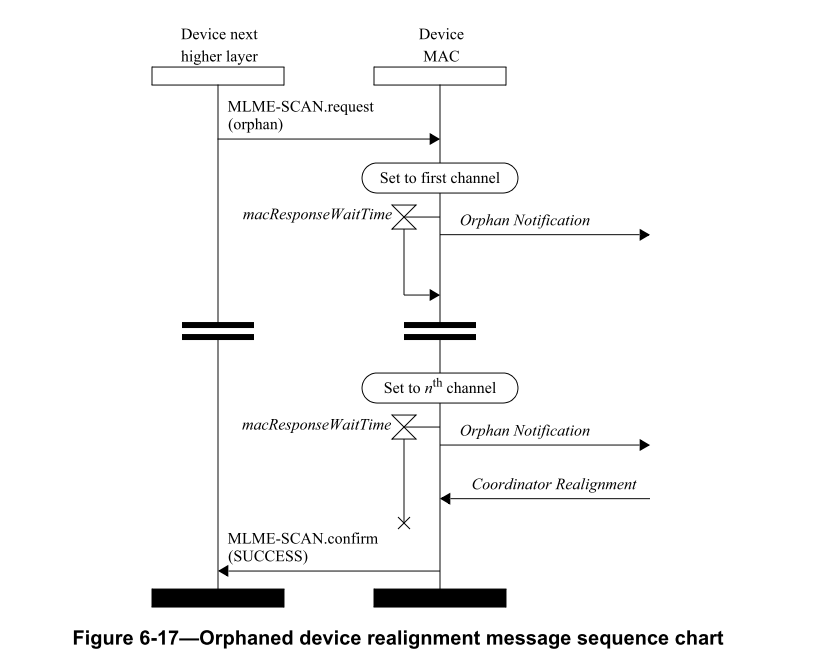 Device next
higher layer
Device
MAC
MLME-SCAN.request
(orphan)
Set to first channel
macResponseWaitTime
Orphan Notification
Set to nth channel
macResponseWaitTime
Orphan Notification
Coordinator Realignment
MLME-SCAN.confirm
(SUCCESS)
Figure 6-17—Orphaned device realignment message sequence chart